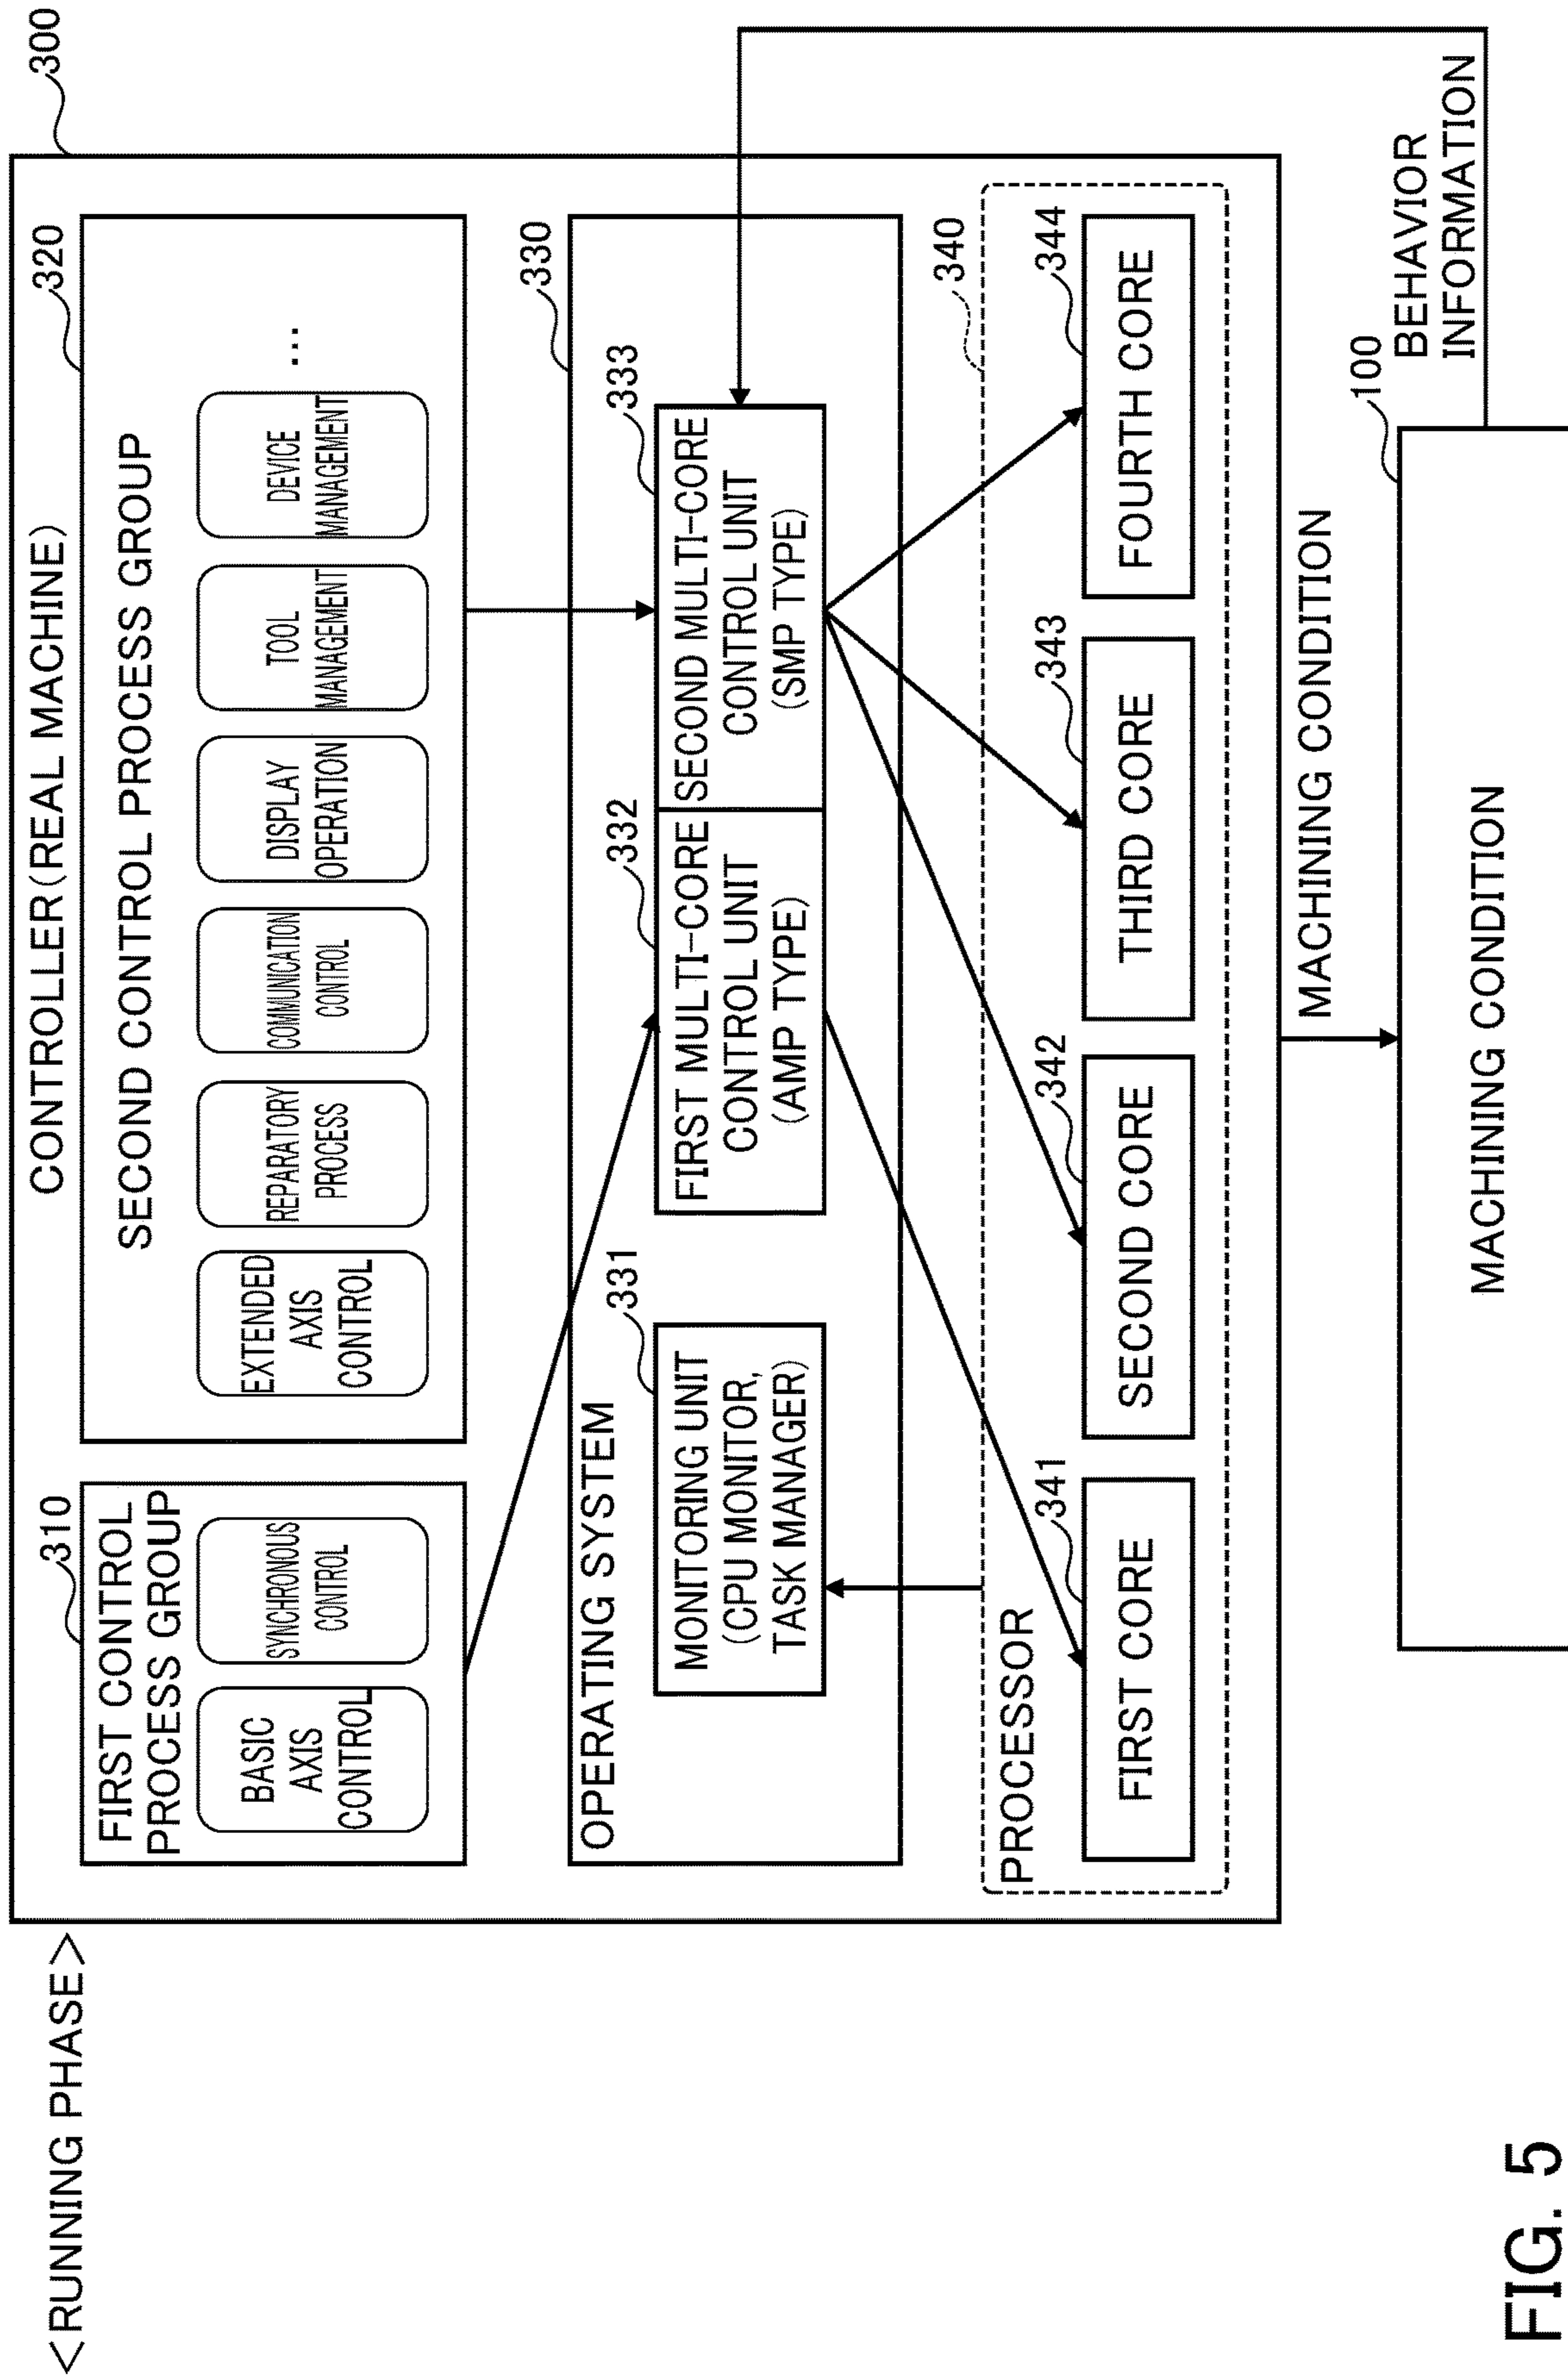 <RUNNING PHASE>
CONTROLLER(REAL MACHINE)
300
310
FIRST CONTROL
PROCESS GROUP
BASIC
AXIS
CONTROL
SYNCHRONOUS
CONTROL
320
SECOND CONTROL PROCESS GROUP
EXTENDED
AXIS
CONTROL
REPARATORY
PROCESS
COMMUNICATION
CONTROL
DISPLAY
OPERATION
TOOL
MANAGEMENT
DEVICE
MANAGEMENT
...
330
OPERATING SYSTEM
331
MONITORING UNIT
(CPU MONITOR,
TASK MANAGER)
332
FIRST MULTI-CORE
CONTROL UNIT
(AMP TYPE)
333
SECOND MULTI-CORE
CONTROL UNIT
(SMP TYPE)
340
PROCESSOR
341
FIRST CORE
342
SECOND CORE
343
THIRD CORE
344
FOURTH CORE
MACHINING CONDITION
100
BEHAVIOR
INFORMATION
MACHINING CONDITION
FIG. 5